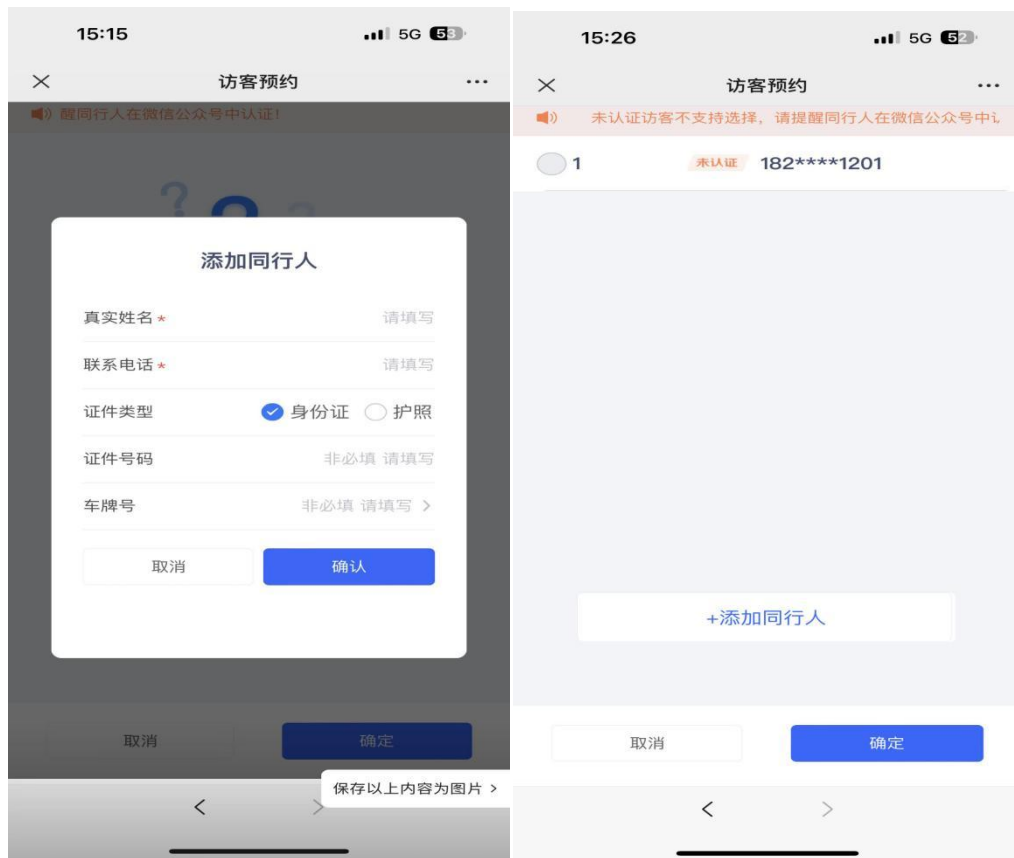 15:15
5G 53
访客预约
醒同行人在微信公众号中认证!
? ? ?
添加同行人
真实姓名* 请填写
联系电话* 请填写
证件类型 身份证 护照
证件号码 非必填 请填写
车牌号 非必填 请填写 >
取消 确认
取消 确定
保存以上内容为图片 >
< >
15:26
5G 52
访客预约
未认证访客不支持选择，请提醒同行人在微信公众号中
1 未认证 182****1201
+添加同行人
取消 确定
< >